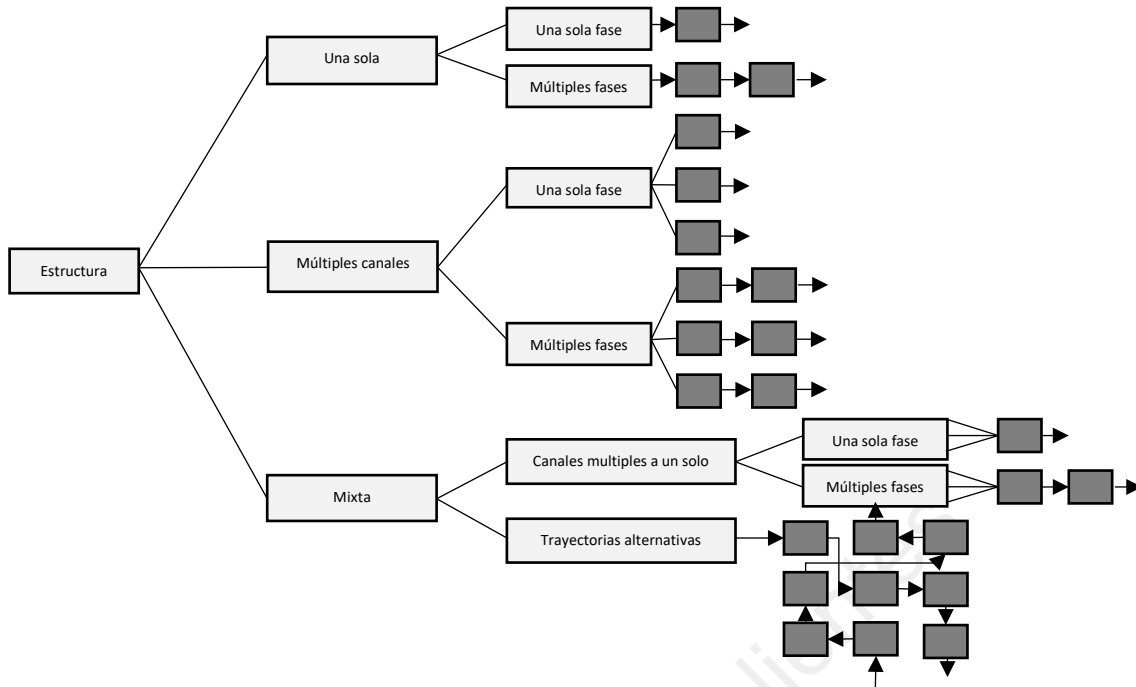 Una sola fase
Una sola
Múltiples fases
Una sola fase
Estructura
Múltiples canales
Múltiples fases
Una sola fase
Canales multiples a un solo
Múltiples fases
Mixta
Trayectorias alternativas